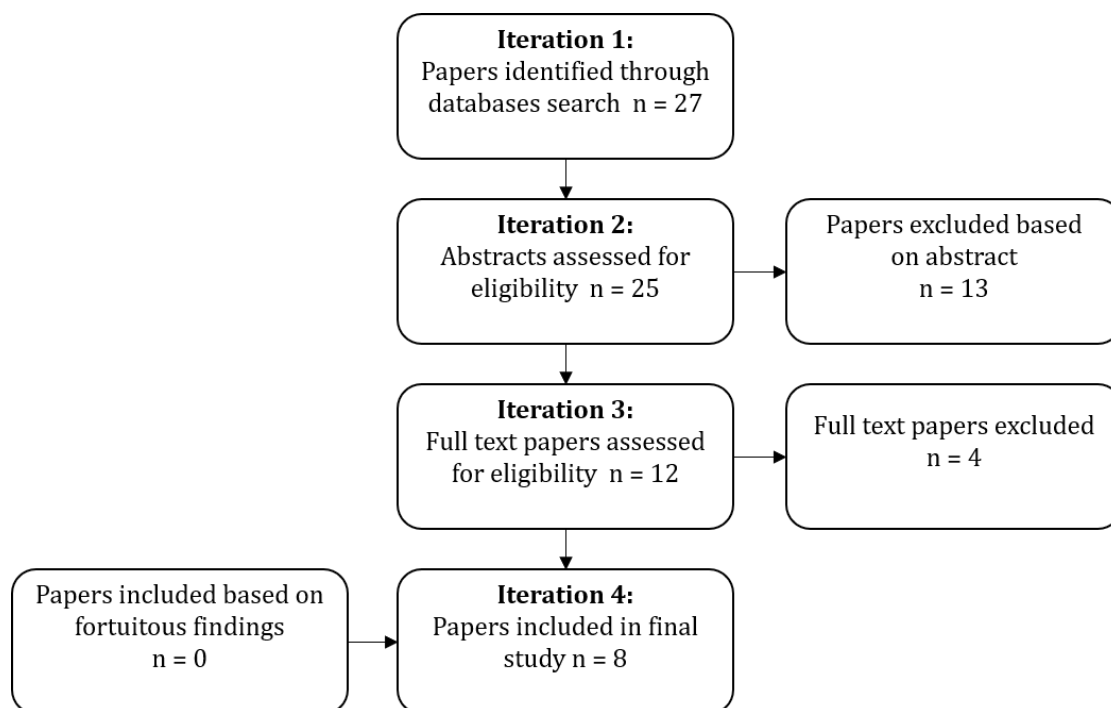 Iteration 1:
Papers identified through
databases search  n = 27
Iteration 2:
Abstracts assessed for
eligibility  n = 25
Papers excluded based
on abstract
n = 13
Iteration 3:
Full text papers assessed
for eligibility  n = 12
Full text papers excluded
n = 4
Papers included based on
fortuitous findings
n = 0
Iteration 4:
Papers included in final
study n = 8